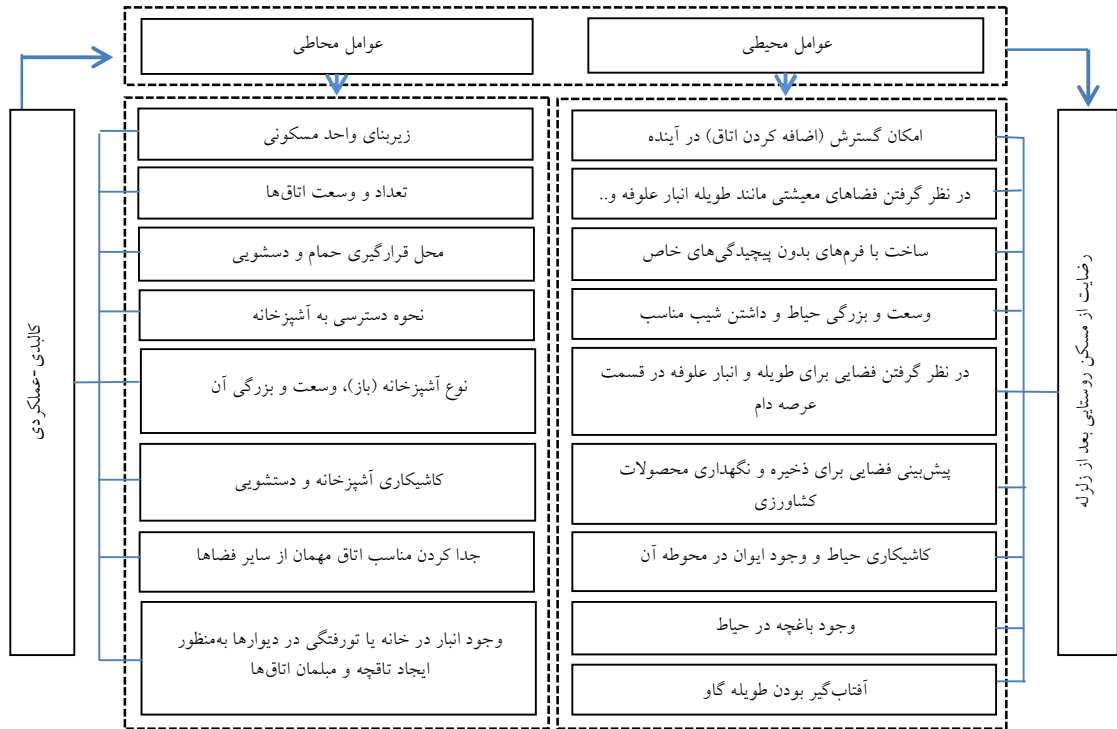 عوامل محیطی
عوامل محاطی
رضایت از مسکن روستایی بعد از زلزله
امکان گسترش (اضافه کردن اتاق) در آینده
در نظر گرفتن فضاهای معیشتی مانند طویله انبار علوفه و..
ساخت با فرم‌های بدون پیچیدگی‌های خاص
وسعت و بزرگی حیاط و داشتن شیب مناسب
در نظر گرفتن فضایی برای طویله و انبار علوفه در قسمت
عرصه دام
پیش‌بینی فضایی برای ذخیره و نگهداری محصولات
کشاورزی
کاشیکاری حیاط و وجود ایوان در محوطه آن
وجود باغچه در حیاط
آفتاب‌گیر بودن طویله گاو
زیربنای واحد مسکونی
تعداد و وسعت اتاق‌ها
محل قرارگیری حمام و دسشویی
نحوه دسترسی به آشپزخانه
نوع آشپزخانه (باز)، وسعت و بزرگی آن
کاشیکاری آشپزخانه و دستشویی
جدا کردن مناسب اتاق مهمان از سایر فضاها
وجود انبار در خانه یا تورفتگی در دیوارها به‌منظور
ایجاد تاقچه و مبلمان اتاق‌ها
کالبدی-عملکردی